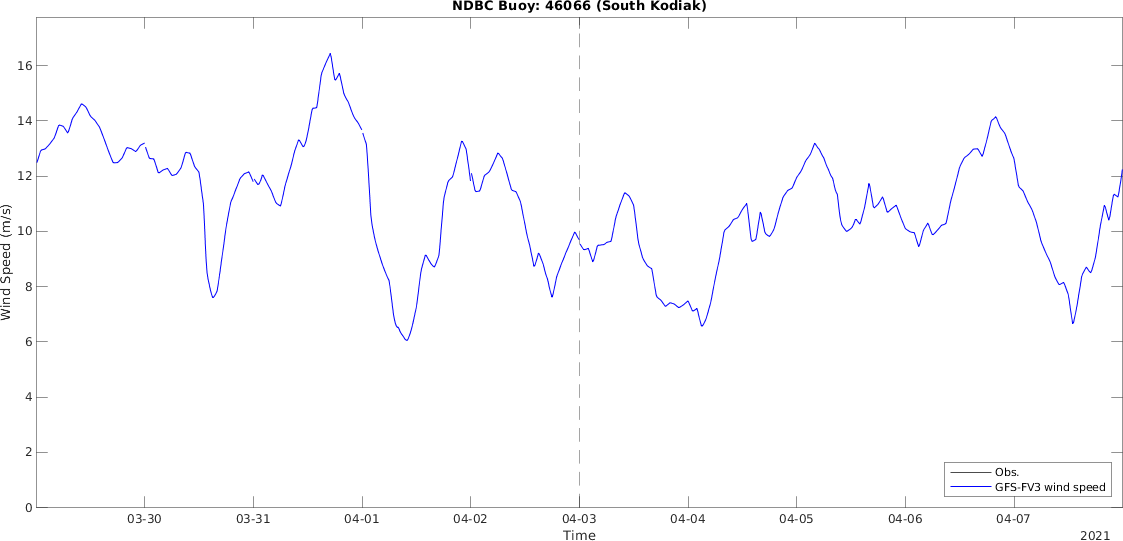 NDBC Buoy: 46066 (South Kodiak)
Wind Speed (m/s)
16
14
12
10
8
6
4
2
0
Obs.
GFS-FV3 wind speed
03-30 03-31 04-01 04-02 04-03 04-04 04-05 04-06 04-07
Time
2021